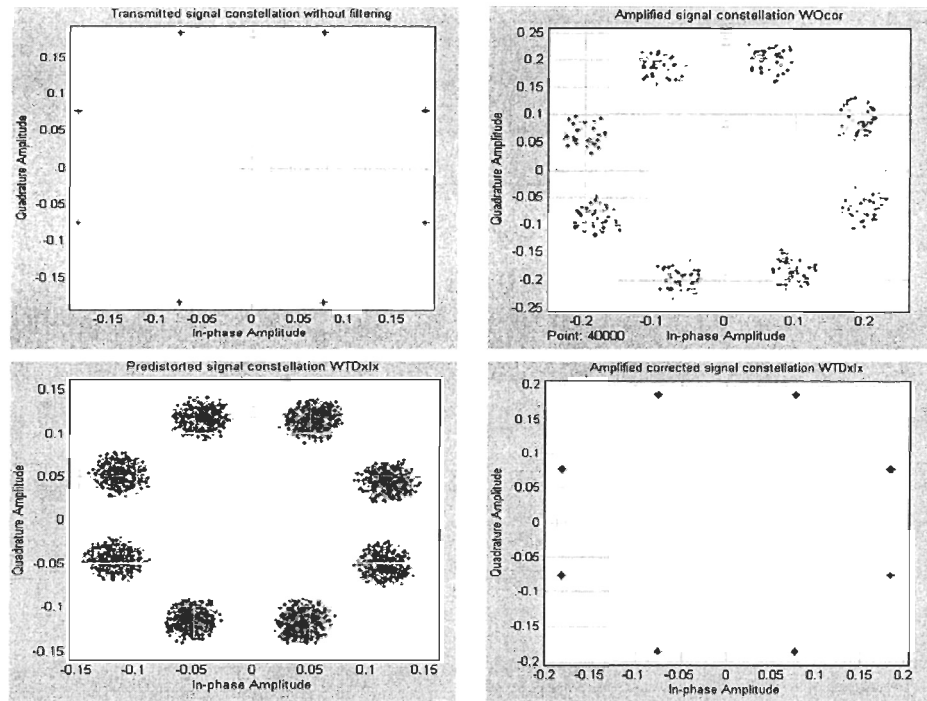 Transmitted signal constellation without filtering
Quadrature Amplitude
0.15
0.1
0.05
0
-0.05
-0.1
-0.15
-0.15 -0.1 -0.05 0 0.05 0.1 0.15
In-phase Amplitude
Amplified signal constellation WOcor
Quadrature Amplitude
0.25
0.2
0.15
0.1
0.05
0
-0.05
-0.1
-0.15
-0.2
-0.25
-0.2 -0.1 0 0.1 0.2
Point: 40000 In-phase Amplitude
Predistorted signal constellation WTDxIx
Quadrature Amplitude
0.15
0.1
0.05
0
-0.05
-0.1
-0.15
-0.15 -0.1 -0.05 0 0.05 0.1 0.15
In-phase Amplitude
Amplified corrected signal constellation WTDxIx
Quadrature Amplitude
0.2
0.15
0.1
0.05
0
-0.05
-0.1
-0.15
-0.2
-0.2 -0.15 -0.1 -0.05 0 0.05 0.1 0.15 0.2
In-phase Amplitude